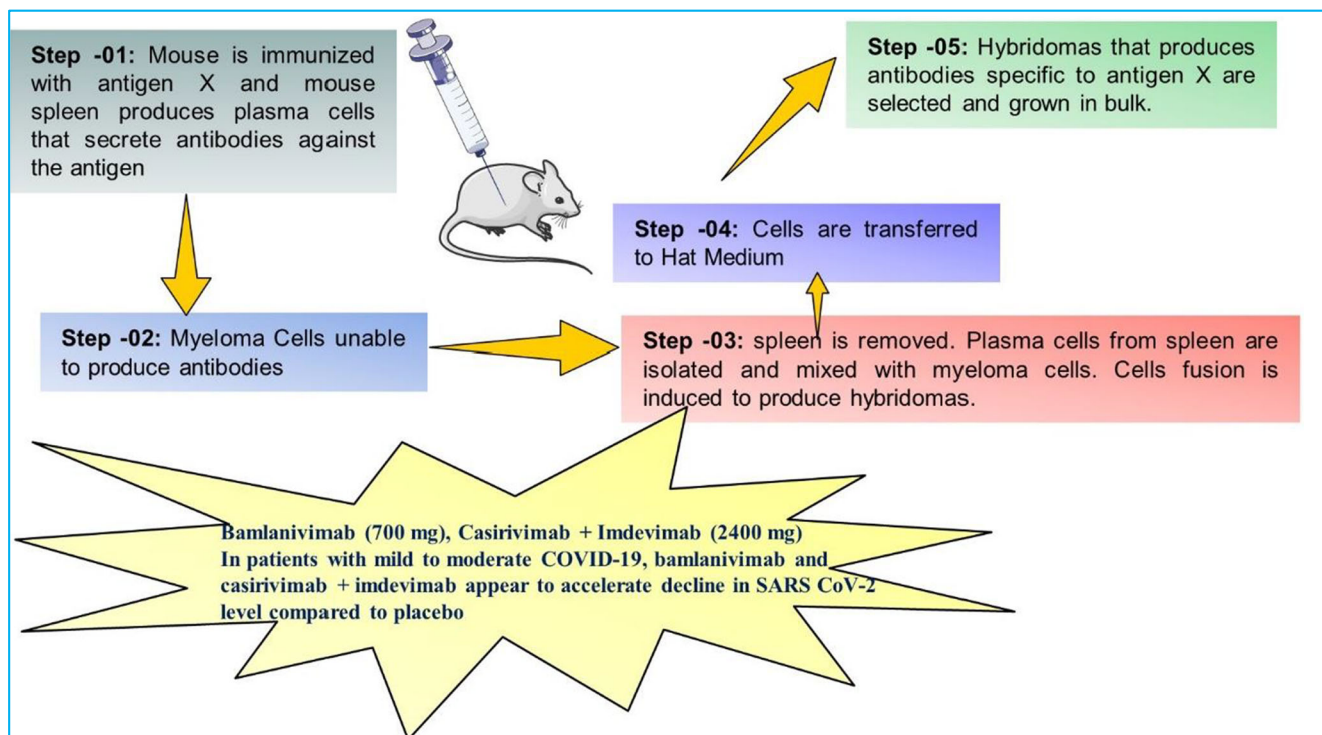 Step -01: Mouse is immunized
with antigen X and mouse
spleen produces plasma cells
that secrete antibodies against
the antigen
Step -02: Myeloma Cells unable
to produce antibodies
Step -03: spleen is removed. Plasma cells from spleen are
isolated and mixed with myeloma cells. Cells fusion is
induced to produce hybridomas.
Step -04: Cells are transferred
to Hat Medium
Step -05: Hybridomas that produces
antibodies specific to antigen X are
selected and grown in bulk.
Bamlanivimab (700 mg), Casirivimab + Imdevimab (2400 mg)
In patients with mild to moderate COVID-19, bamlanivimab and
casirivimab + imdevimab appear to accelerate decline in SARS CoV-2
level compared to placebo